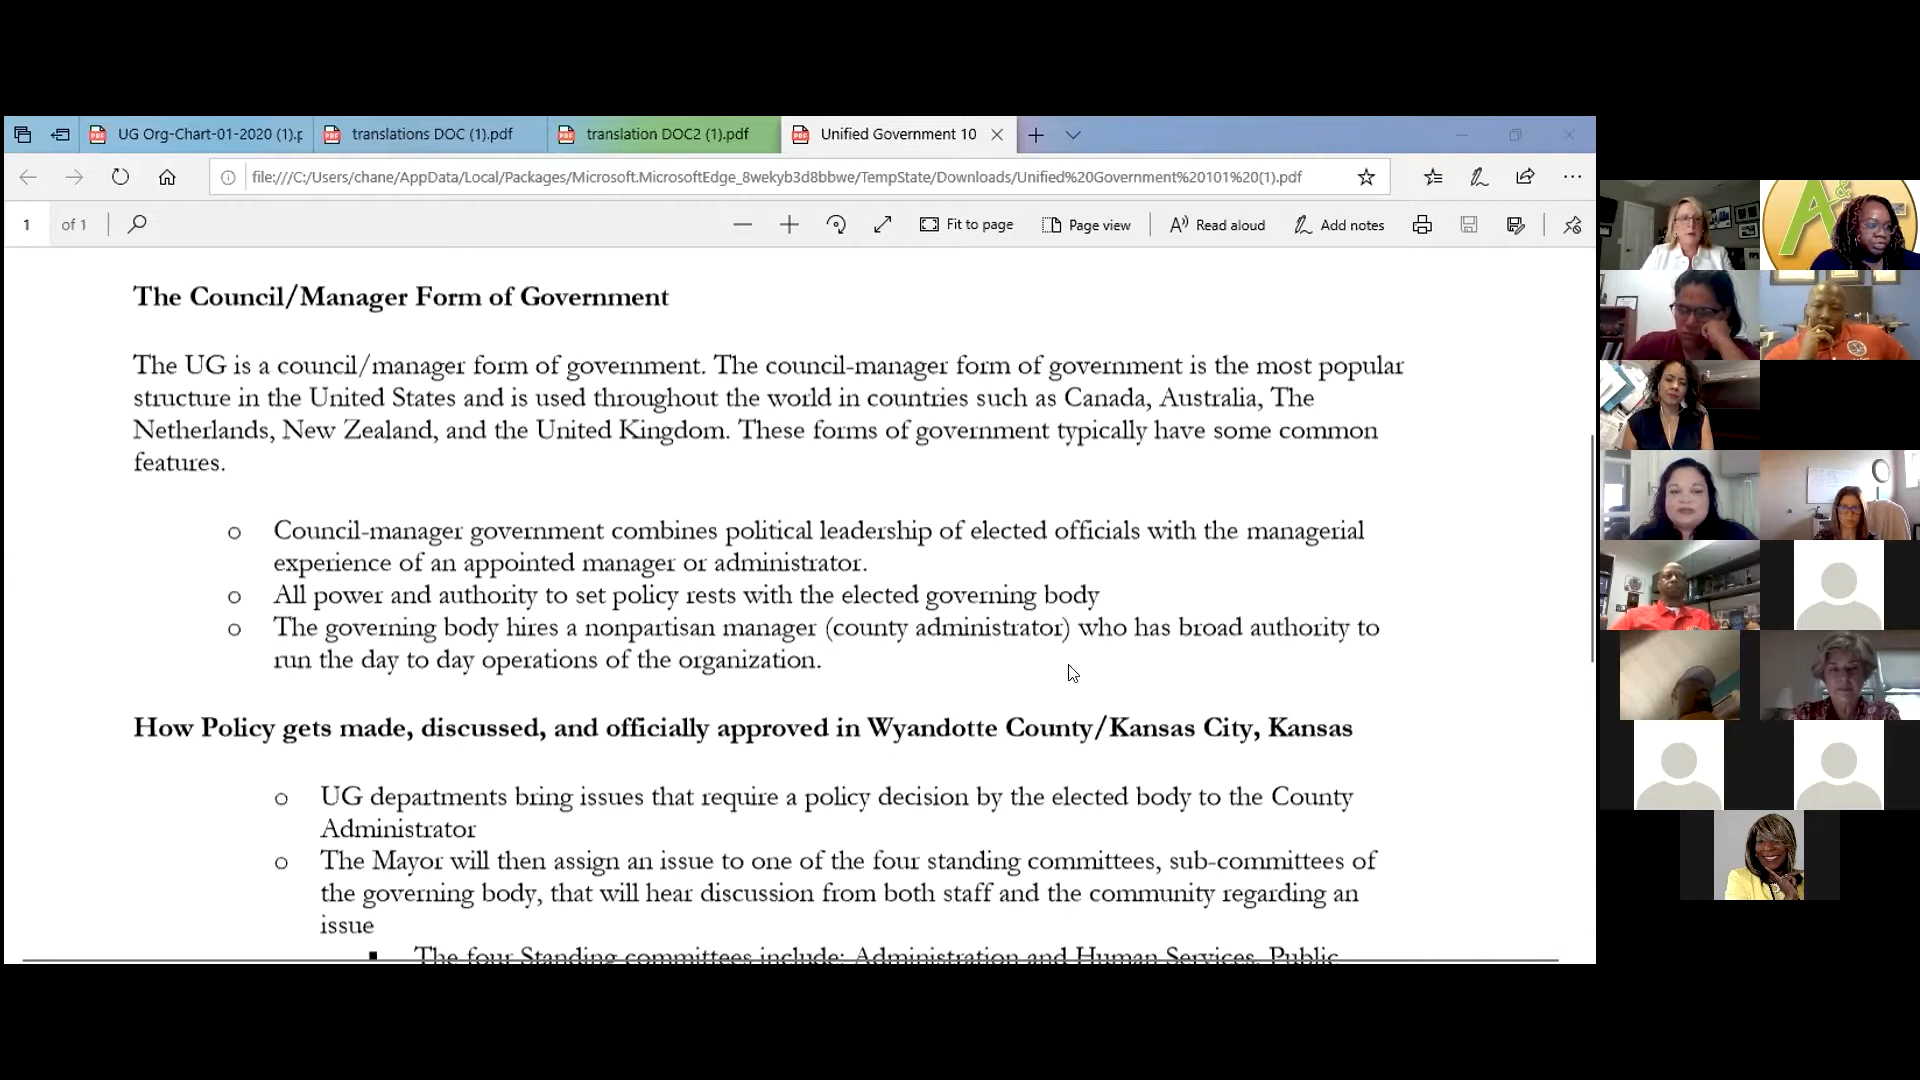 UG Org-Chart-01-2020 (1).p
translations DOC (1).pdf
translation DOC2 (1).pdf
Unified Government 10
file:///C:/Users/chane/AppData/Local/Packages/Microsoft.MicrosoftEdge_8wekyb3d8bbwe/TempState/Downloads/Unified%20Government%20101%20(1).pdf
1 of 1
Fit to page
Page view
Read aloud
Add notes
The Council/Manager Form of Government
The UG is a council/manager form of government. The council-manager form of government is the most popular
structure in the United States and is used throughout the world in countries such as Canada, Australia, The
Netherlands, New Zealand, and the United Kingdom. These forms of government typically have some common
features.
o Council-manager government combines political leadership of elected officials with the managerial
experience of an appointed manager or administrator.
o All power and authority to set policy rests with the elected governing body
o The governing body hires a nonpartisan manager (county administrator) who has broad authority to
run the day to day operations of the organization.
How Policy gets made, discussed, and officially approved in Wyandotte County/Kansas City, Kansas
o UG departments bring issues that require a policy decision by the elected body to the County
Administrator
o The Mayor will then assign an issue to one of the four standing committees, sub-committees of
the governing body, that will hear discussion from both staff and the community regarding an
issue
▪ The four Standing committees include: Administration and Human Services, Public